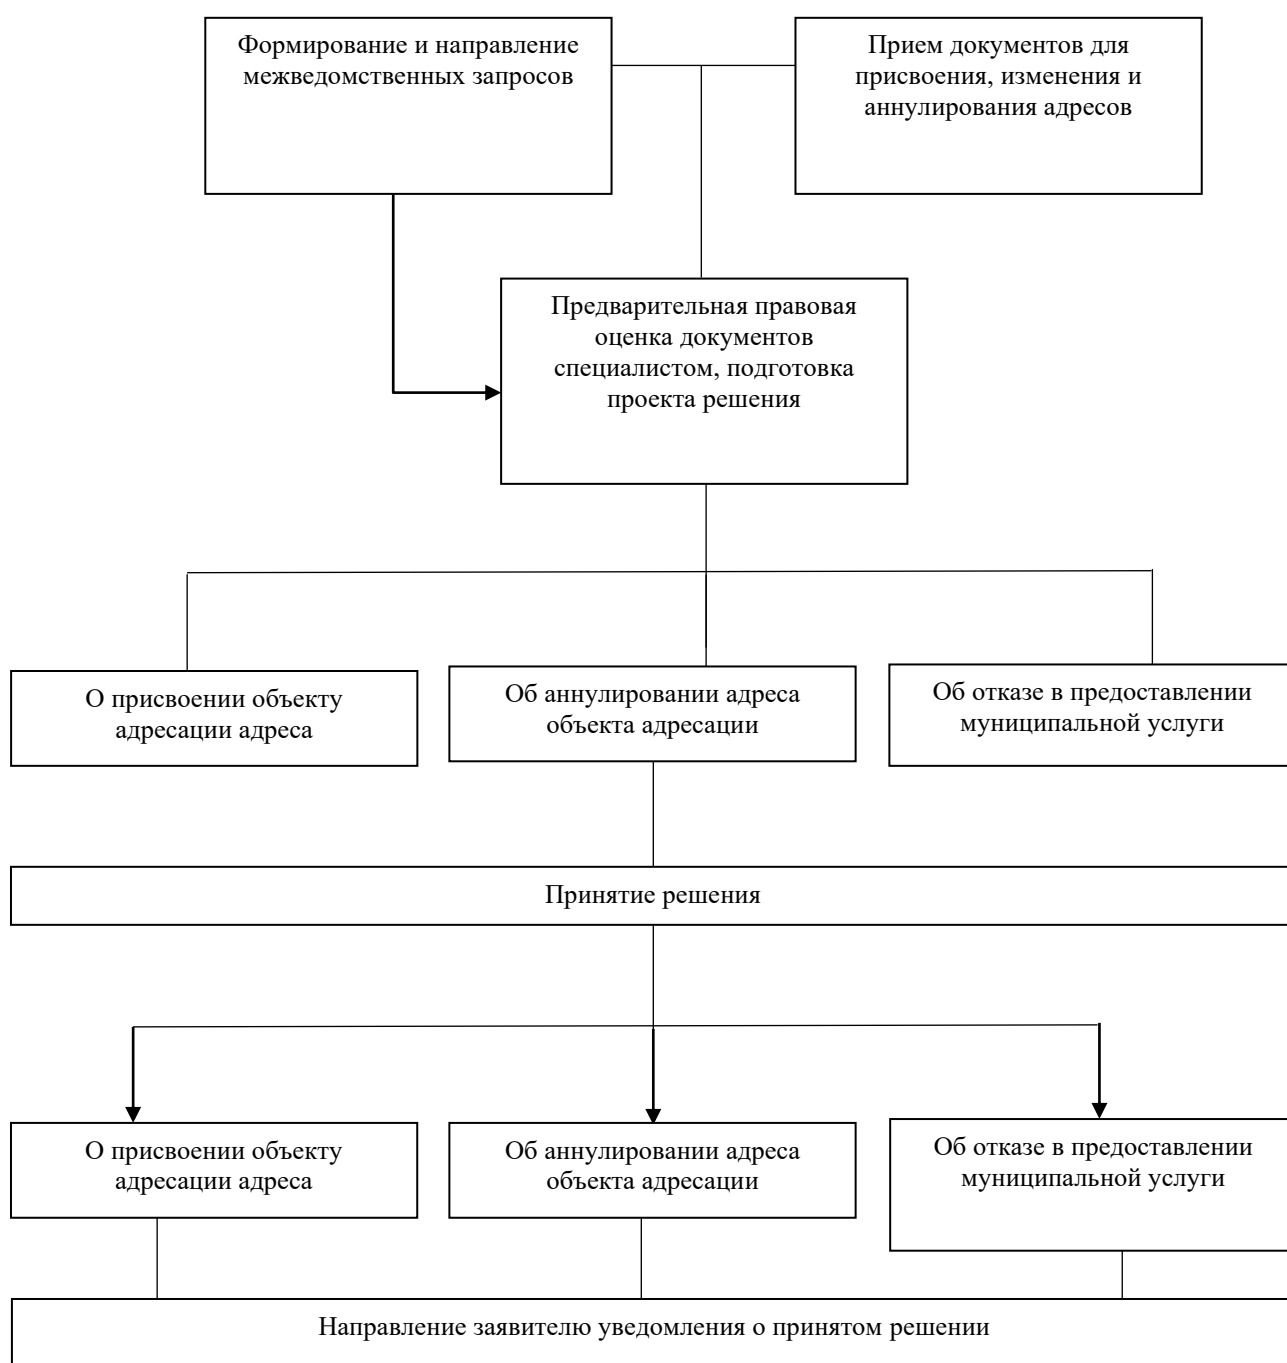 Формирование и направление
межведомственных запросов
Прием документов для
присвоения, изменения и
аннулирования адресов
Предварительная правовая
оценка документов
специалистом, подготовка
проекта решения
О присвоении объекту
адресации адреса
Об аннулировании адреса
объекта адресации
Об отказе в предоставлении
муниципальной услуги
Принятие решения
О присвоении объекту
адресации адреса
Об аннулировании адреса
объекта адресации
Об отказе в предоставлении
муниципальной услуги
Направление заявителю уведомления о принятом решении